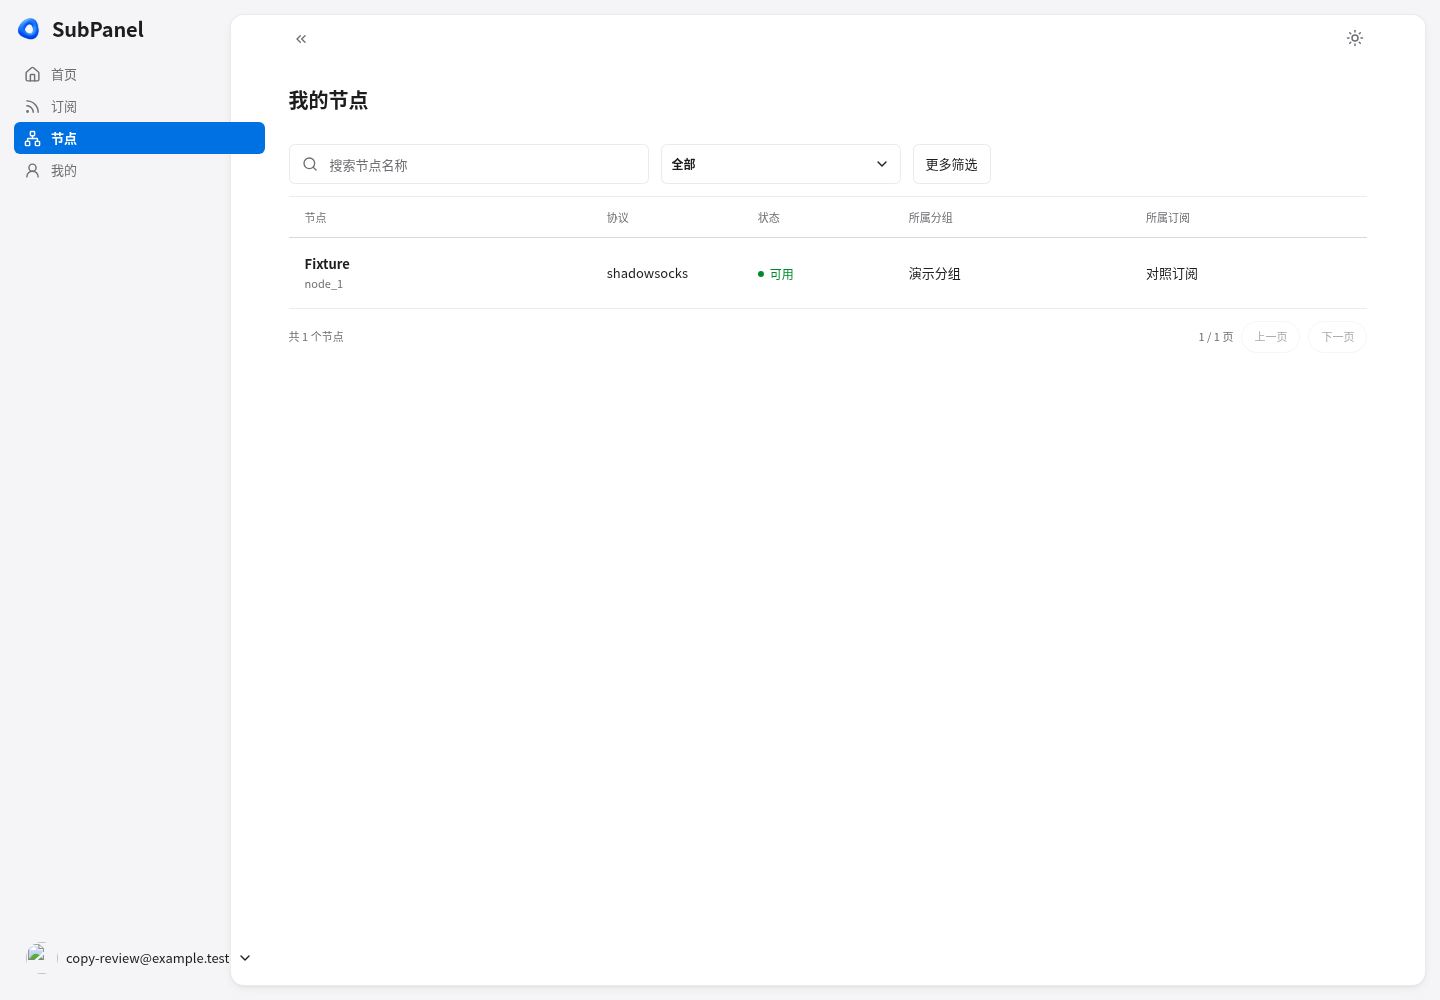 SubPanel
首页
订阅
节点
我的
我的节点
搜索节点名称
全部
更多筛选
节点 协议 状态 所属分组 所属订阅
Fixture
node_1
shadowsocks
可用
演示分组
对照订阅
共 1 个节点
1 / 1 页
上一页
下一页
copy-review@example.test